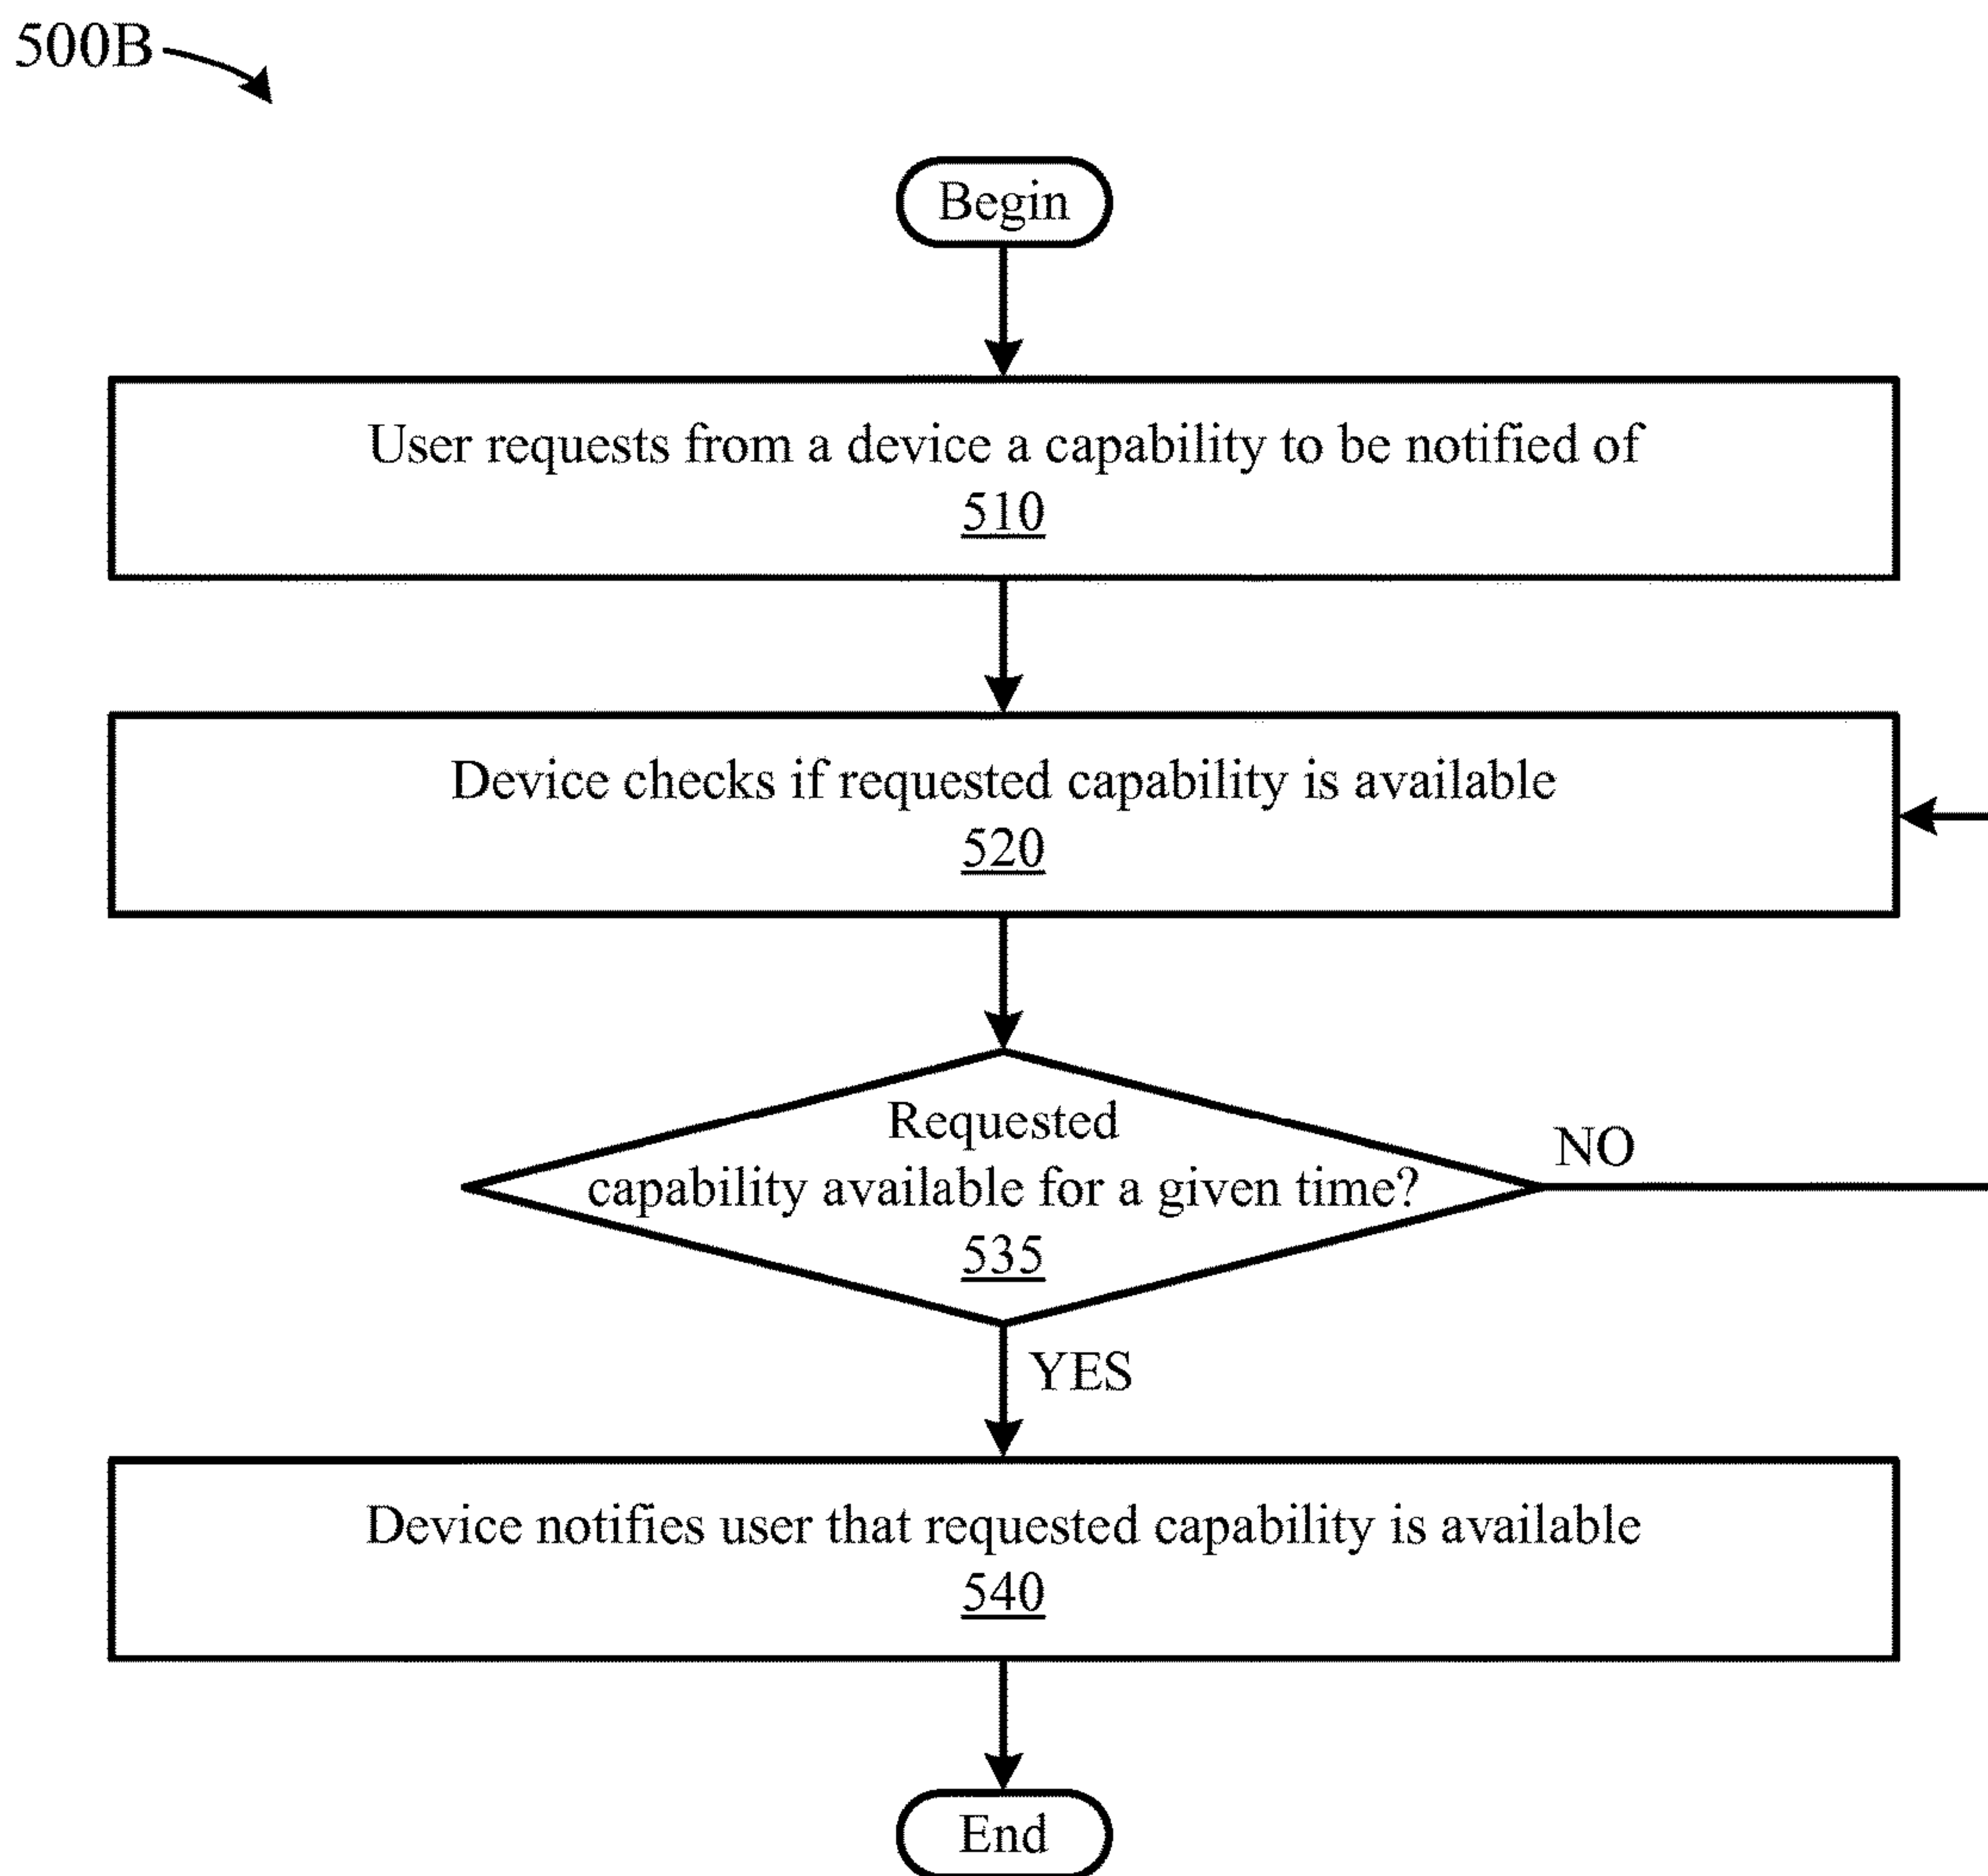 500B
Begin
User requests from a device a capability to be notified of
510
Device checks if requested capability is available
520
Requested
capability available for a given time?
535
NO
YES
Device notifies user that requested capability is available
540
End